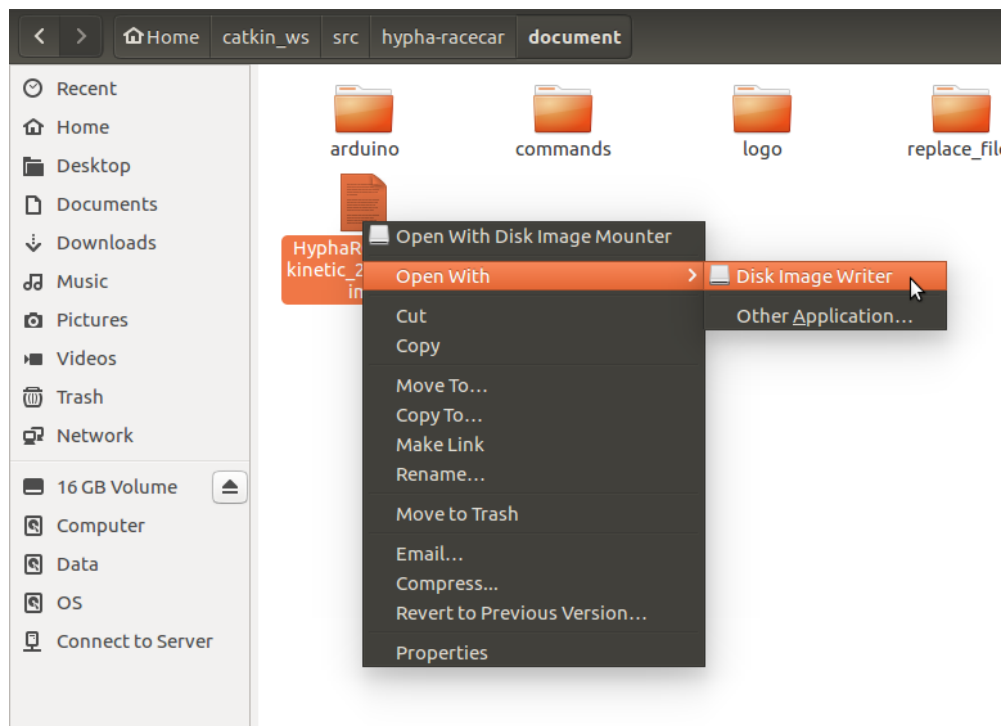 Home catkin_ws src hypha-racecar document
Recent
Home
Desktop
Documents
Downloads
Music
Pictures
Videos
Trash
Network
16 GB Volume
Computer
Data
OS
Connect to Server
arduino commands logo
Open With Disk Image Mounter
Open With
Cut
Copy
Move To…
Copy To…
Make Link
Rename…
Move to Trash
Email…
Compress...
Revert to Previous Version…
Properties
Disk Image Writer
Other Application…